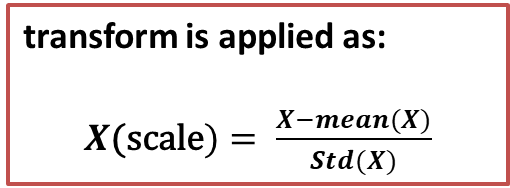 transform is applied as:
X(scale) = X−mean(X) / Std(X)